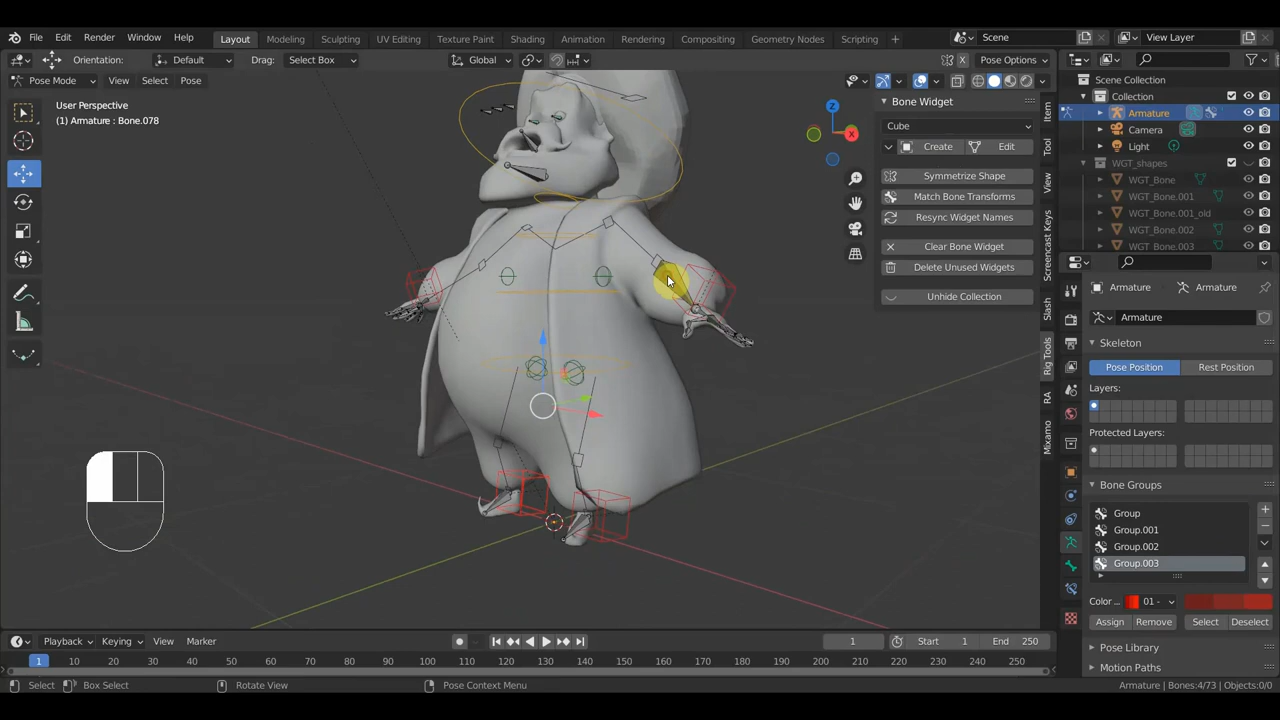 File Edit Render Window Help Layout Modeling Sculpting UV Editing Texture Paint Shading Animation Rendering Compositing Geometry Nodes Scripting + Scene View Layer
Orientation: Default Drag: Select Box Global Pose Options
Pose Mode View Select Pose
Scene Collection
Collection
Armature
Camera
Light
WGT_shapes
WGT_Bone
WGT_Bone.001
WGT_Bone.001_old
WGT_Bone.002
WGT_Bone.003
User Perspective
(1) Armature : Bone.078
Z
X
Bone Widget
Cube
Create Edit
Symmetrize Shape
Match Bone Transforms
Resync Widget Names
Clear Bone Widget
Delete Unused Widgets
Unhide Collection
Item
Tool
View
Screencast Keys
Slash
Rig Tools
RA
Mixamo
Armature Armature
Armature
Skeleton
Pose Position Rest Position
Layers:
Protected Layers:
Bone Groups
Group
Group.001
Group.002
Group.003
Color ... 01 -
Assign Remove Select Deselect
Pose Library
Motion Paths
Playback Keying View Marker 1 Start 1 End 250
1 10 20 30 40 50 60 70 80 90 100 110 120 130 140 150 160 170 180 190 200 210 220 230 240 250
Select Box Select Rotate View Pose Context Menu Armature | Bones:4/73 | Objects:0/0